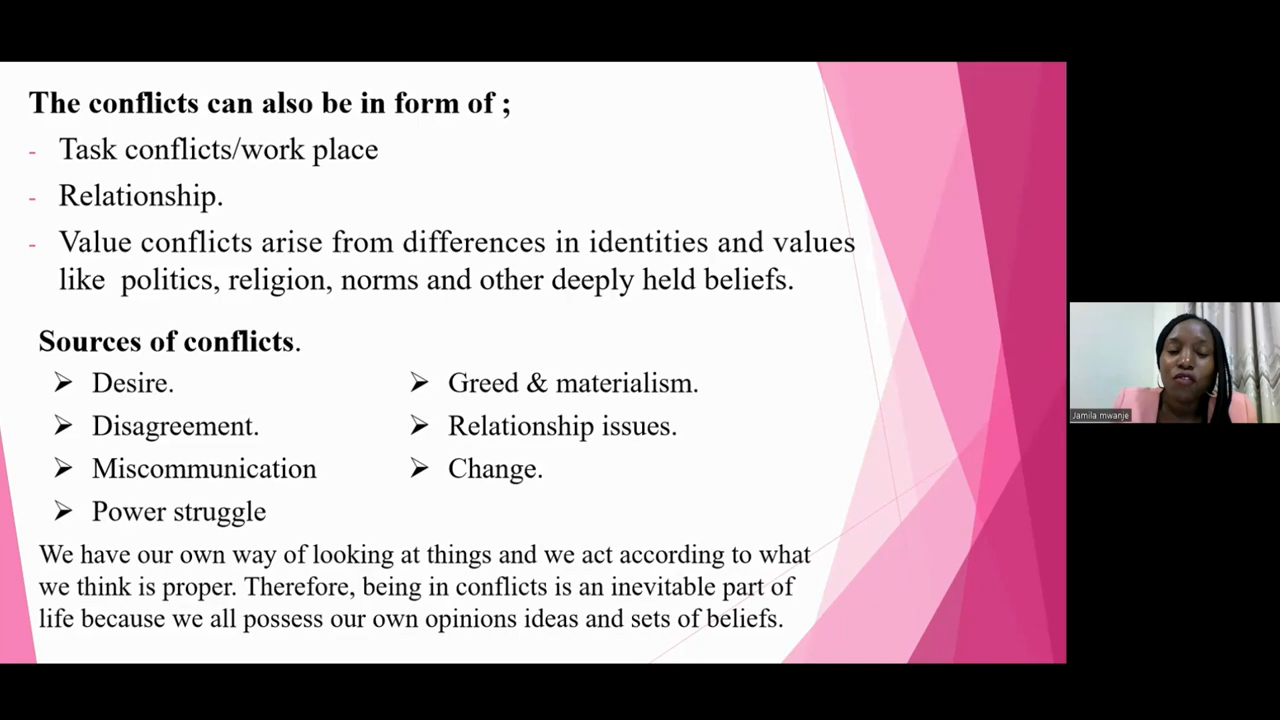 The conflicts can also be in form of ;
- Task conflicts/work place
- Relationship.
- Value conflicts arise from differences in identities and values
like politics, religion, norms and other deeply held beliefs.
Sources of conflicts.
➢ Desire.
➢ Disagreement.
➢ Miscommunication
➢ Power struggle
➢ Greed & materialism.
➢ Relationship issues.
➢ Change.
We have our own way of looking at things and we act according to what
we think is proper. Therefore, being in conflicts is an inevitable part of
life because we all possess our own opinions ideas and sets of beliefs.
Jamila mwanje